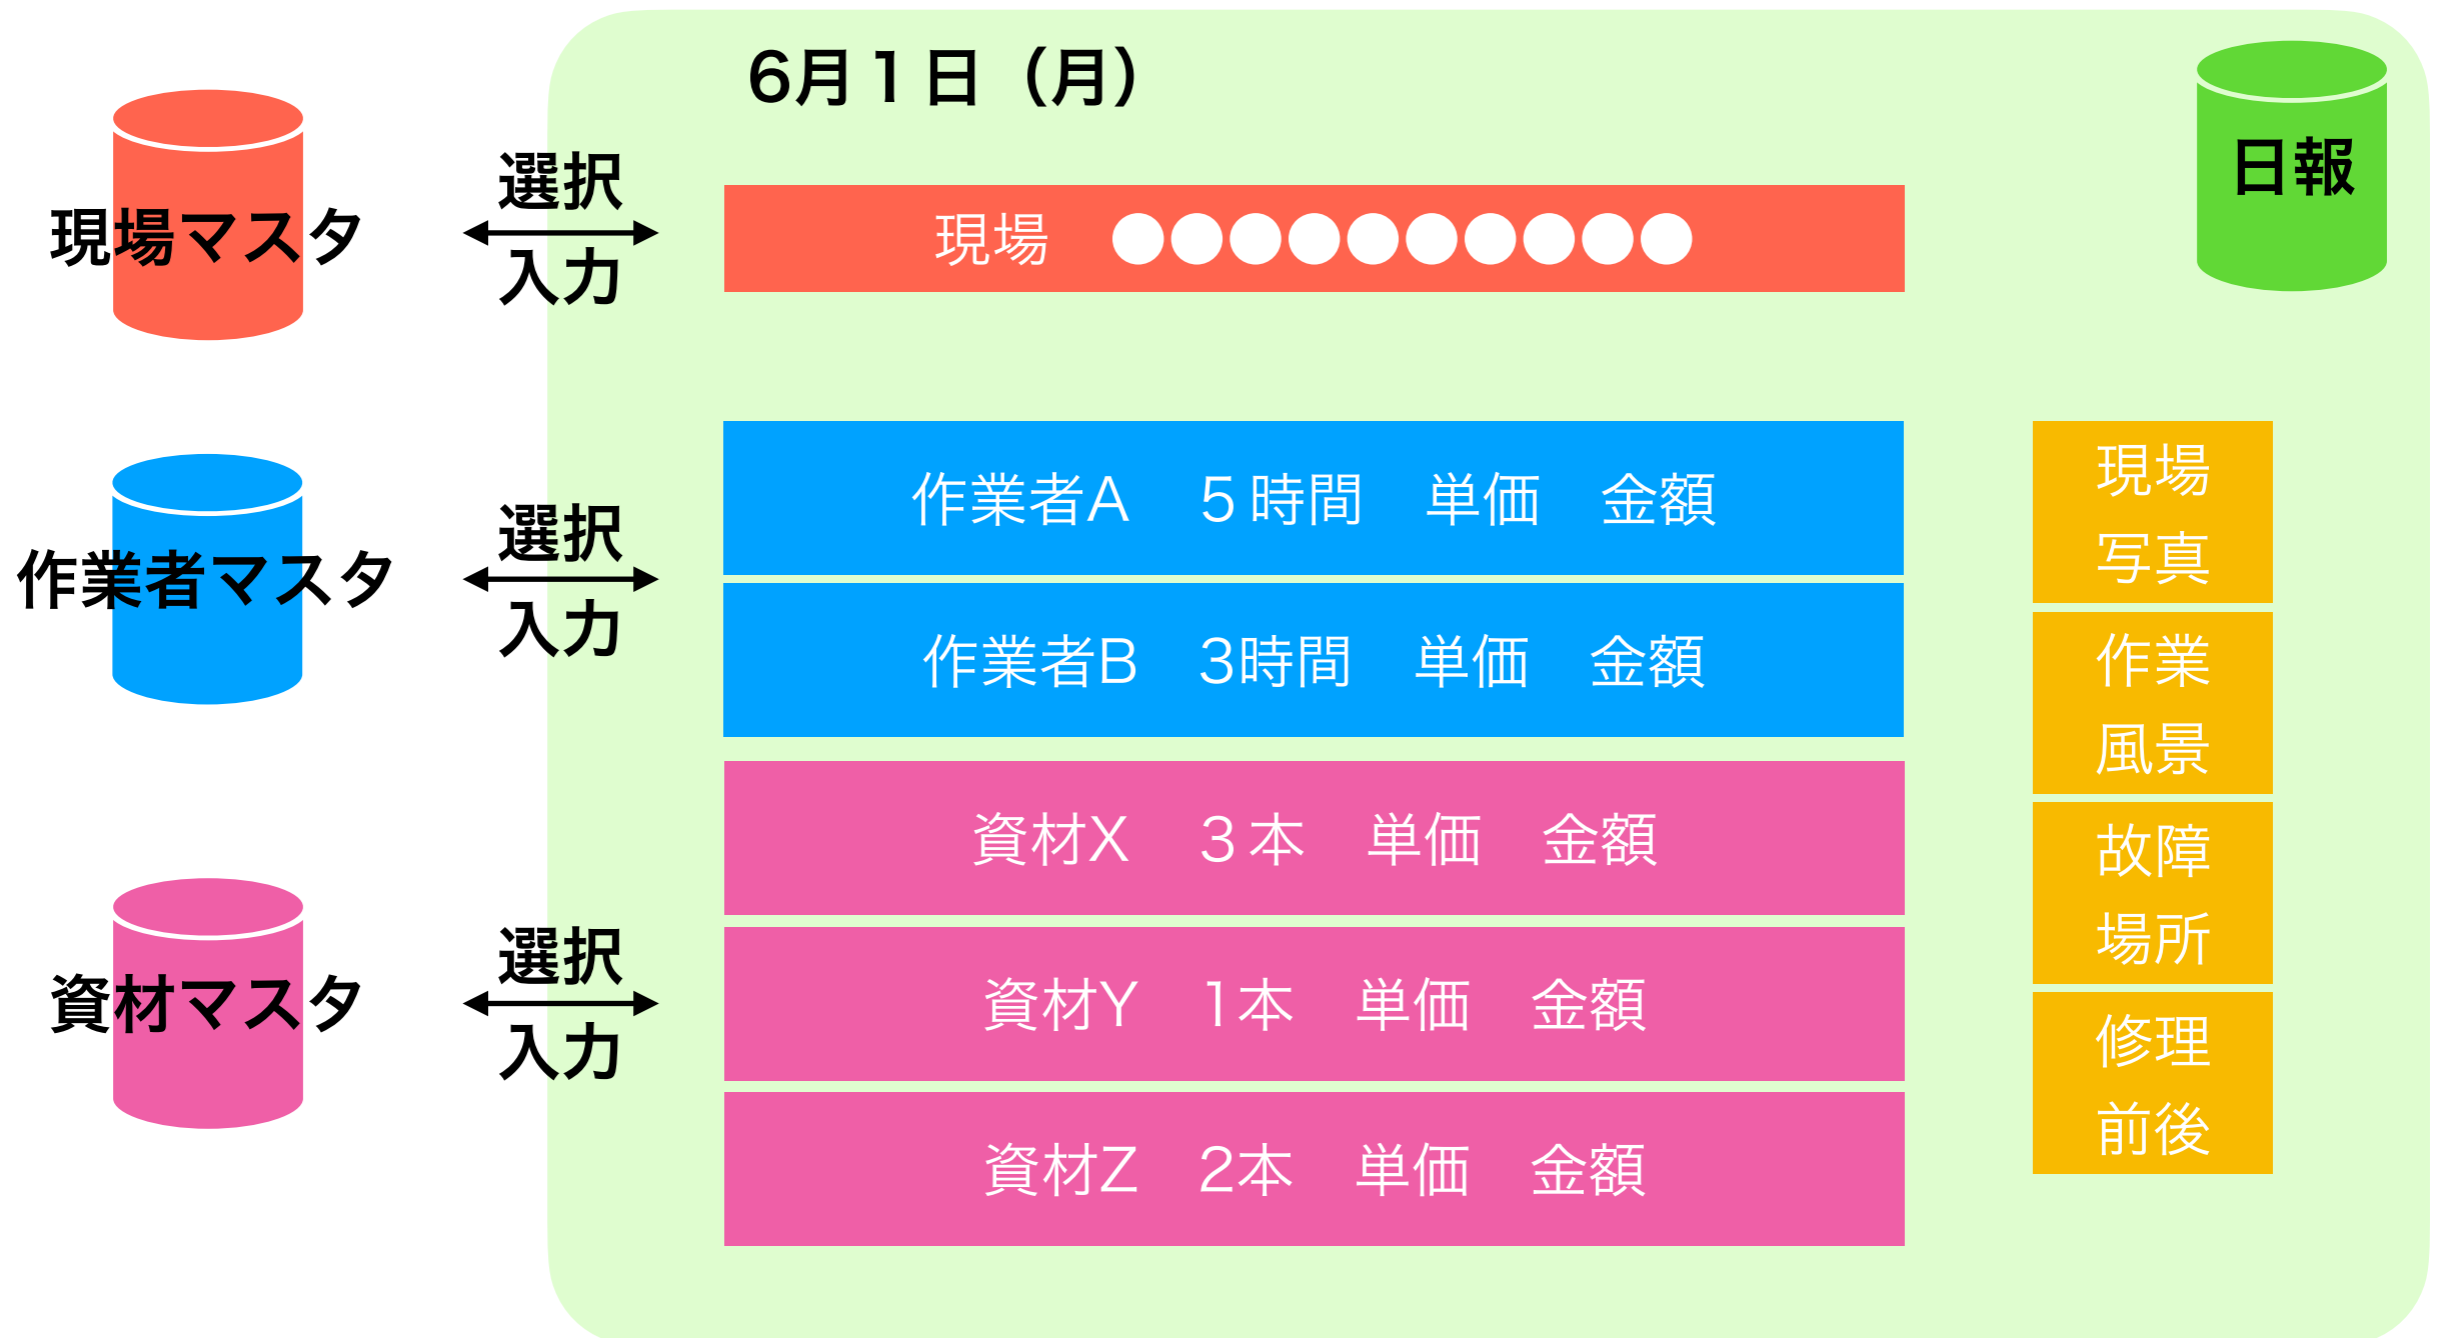 6月１日（月）
日報
現場マスタ
選択
入力
現場　●●●●●●●●●●
作業者マスタ
選択
入力
作業者A　５時間　単価　金額
作業者B　3時間　単価　金額
資材マスタ
選択
入力
資材X　３本　単価　金額
資材Y　1本　単価　金額
資材Z　2本　単価　金額
現場
写真
作業
風景
故障
場所
修理
前後